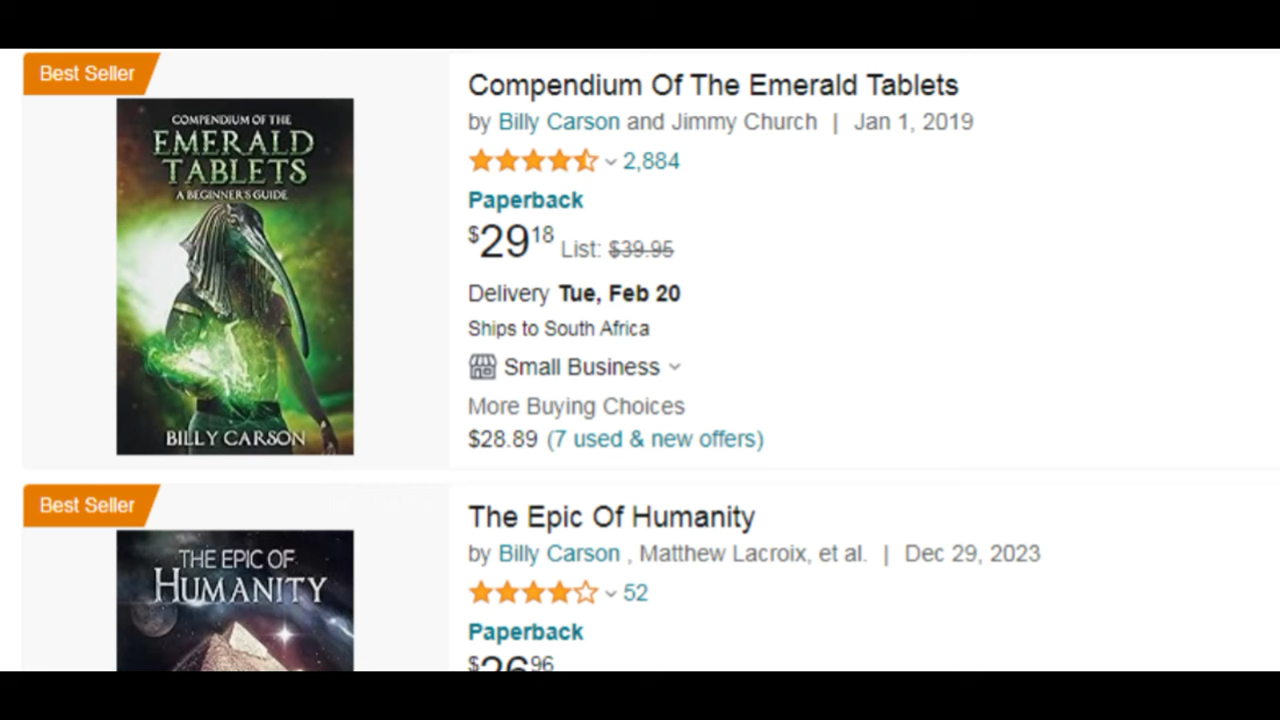 Best Seller
COMPENDIUM OF THE
EMERALD
TABLETS
A BEGINNER'S GUIDE
BILLY CARSON
Compendium Of The Emerald Tablets
by Billy Carson and Jimmy Church | Jan 1, 2019
2,884
Paperback
$29.18 List: $39.95
Delivery Tue, Feb 20
Ships to South Africa
Small Business
More Buying Choices
$28.89 (7 used & new offers)
Best Seller
THE EPIC OF
HUMANITY
The Epic Of Humanity
by Billy Carson , Matthew Lacroix, et al. | Dec 29, 2023
52
Paperback
$26.96